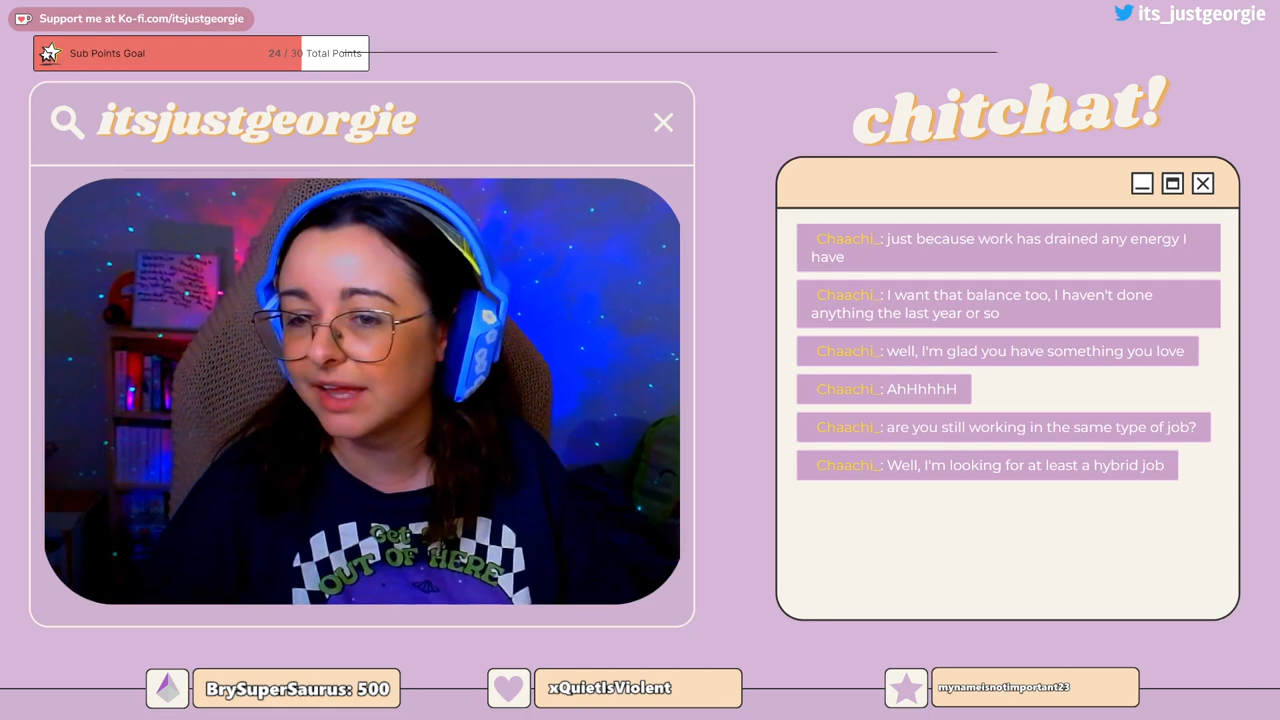 Support me at Ko-fi.com/itsjustgeorgie
its_justgeorgie
Sub Points Goal
24 / 30 Total Points
itsjustgeorgie
chitchat!
Chaachi_: just because work has drained any energy I
have
Chaachi_: I want that balance too, I haven't done
anything the last year or so
Chaachi_: well, I'm glad you have something you love
Chaachi_: AhHhhhH
Chaachi_: are you still working in the same type of job?
Chaachi_: Well, I'm looking for at least a hybrid job
Get
OUT OF HERE
BrySuperSaurus: 500
xQuietIsViolent
mynameisnotimportant23